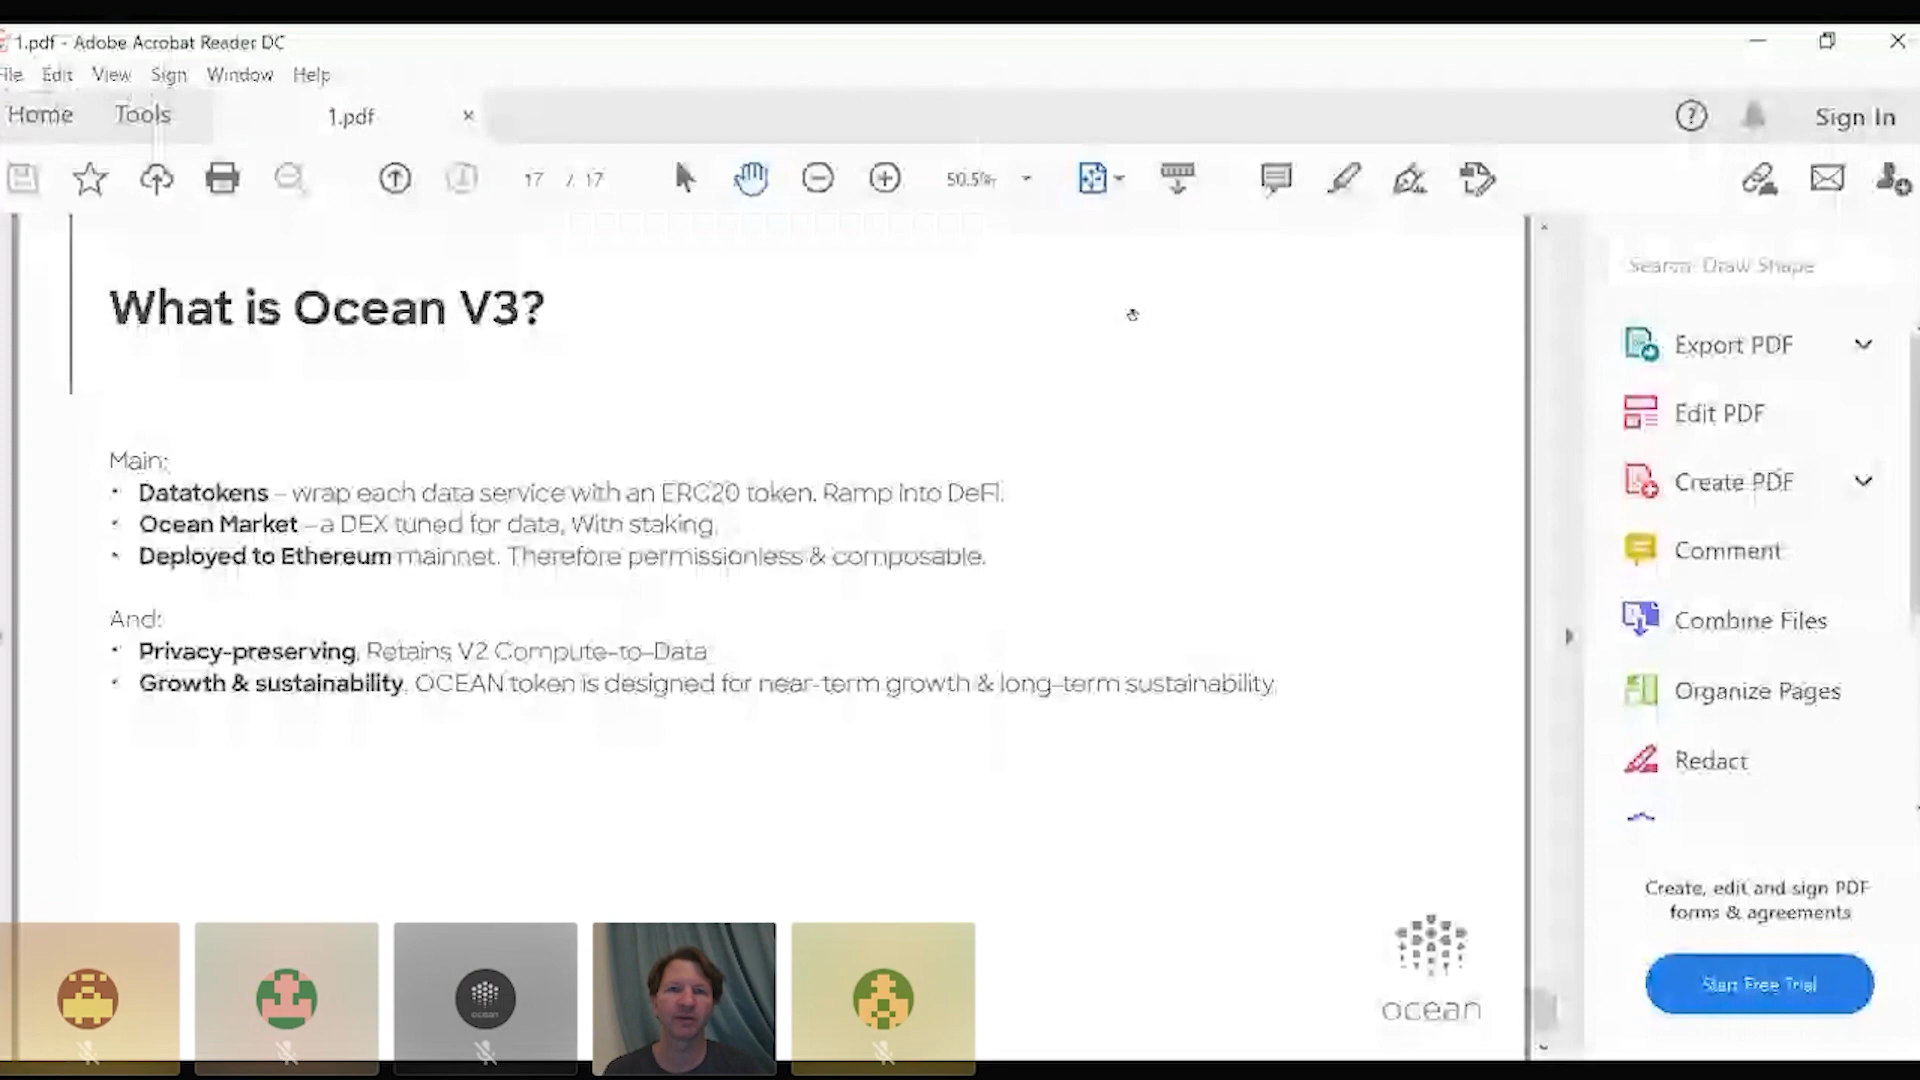 1.pdf - Adobe Acrobat Reader DC
File Edit View Sign Window Help
Home Tools 1.pdf Sign In
17 / 17 50.5%
What is Ocean V3?
Main:
• Datatokens – wrap each data service with an ERC20 token. Ramp into DeFi.
• Ocean Market – a DEX tuned for data, With staking.
• Deployed to Ethereum mainnet. Therefore permissionless & composable.
And:
• Privacy-preserving. Retains V2 Compute-to-Data
• Growth & sustainability. OCEAN token is designed for near-term growth & long-term sustainability.
ocean
ocean
Search Draw Shape
Export PDF
Edit PDF
Create PDF
Comment
Combine Files
Organize Pages
Redact
Create, edit and sign PDF
forms & agreements
Start Free Trial